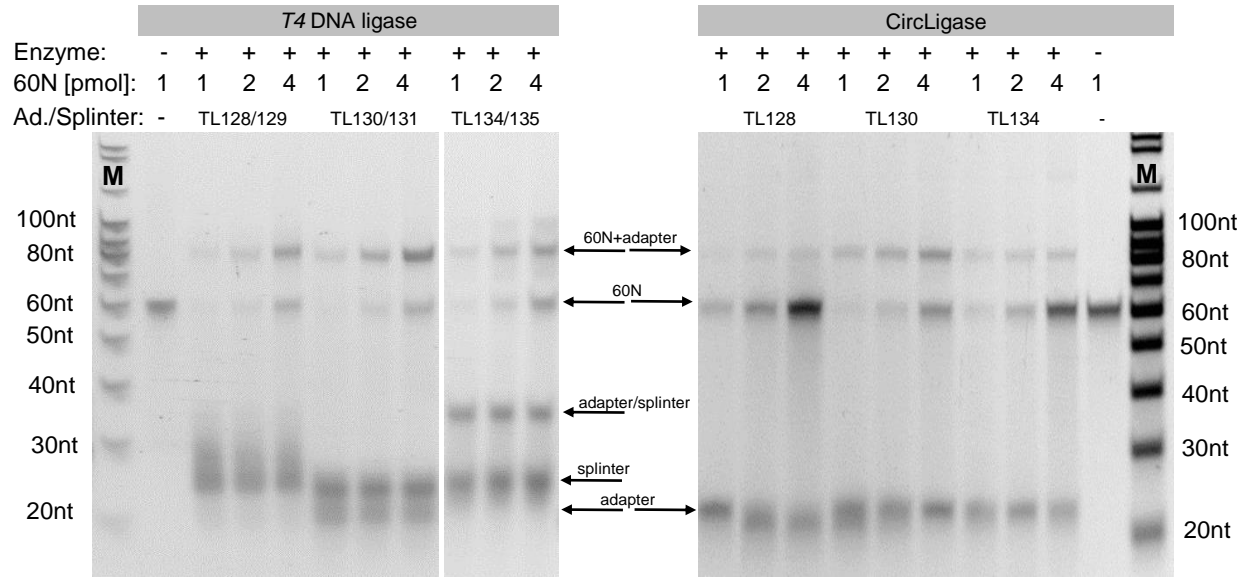 T4 DNA ligase CircLigase
Enzyme: - + + + + + + + + + + + + + + + + + + -
60N [pmol]: 1 1 2 4 1 2 4 1 2 4 1 2 4 1 2 4 1 2 4 1
Ad./Splinter: - TL128/129 TL130/131 TL134/135 TL128 TL130 TL134 -
M M
100nt 60N+adapter 100nt
80nt 80nt
60nt 60N 60nt
50nt 50nt
40nt adapter/splinter 40nt
30nt splinter 30nt
20nt adapter 20nt